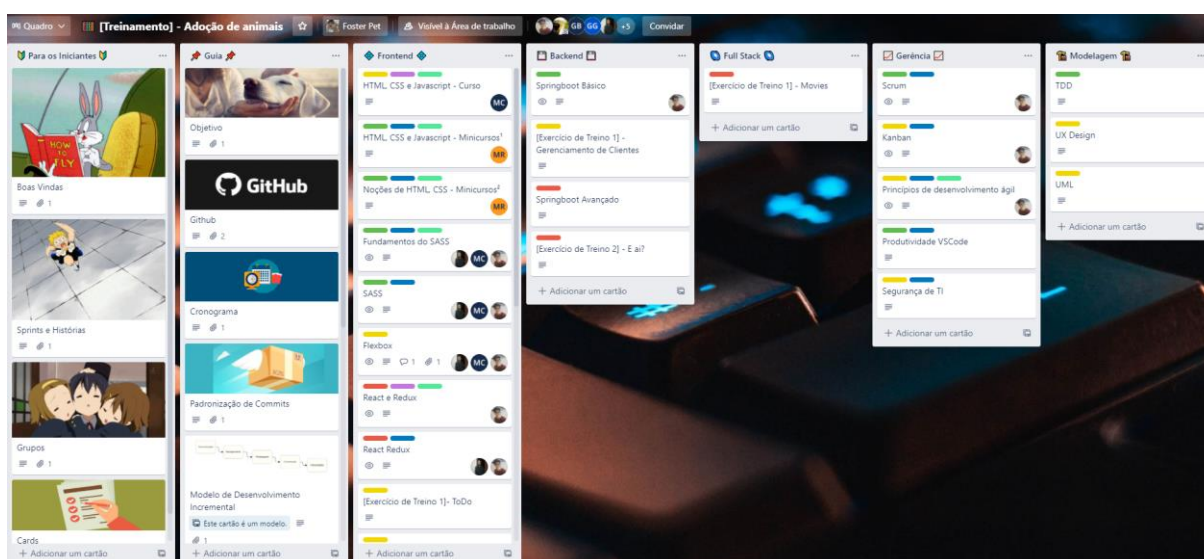 Quadro
[Treinamento] - Adoção de animais
Foster Pet
Visível à Área de trabalho
GB
GG
+5
Convidar
Para os Iniciantes
HOW
TO
FLY
Boas Vindas
1
Sprints e Histórias
1
Grupos
1
Cards
+ Adicionar um cartão
Guia
Objetivo
1
GitHub
Github
2
Cronograma
1
Padronização de Commits
1
Modelo de Desenvolvimento
Incremental
Este cartão é um modelo.
1
+ Adicionar um cartão
Frontend
HTML, CSS e Javascript - Curso
MC
HTML, CSS e Javascript - Minicursos¹
MR
Noções de HTML, CSS - Minicursos²
MR
Fundamentos do SASS
MC
SASS
MC
Flexbox
1
1
MC
React e Redux
React Redux
[Exercício de Treino 1]- ToDo
+ Adicionar um cartão
Backend
Springboot Básico
[Exercício de Treino 1] -
Gerenciamento de Clientes
Springboot Avançado
[Exercício de Treino 2] - E ai?
+ Adicionar um cartão
Full Stack
[Exercício de Treino 1] - Movies
+ Adicionar um cartão
Gerência
Scrum
Kanban
Princípios de desenvolvimento ágil
Produtividade VSCode
Segurança de TI
+ Adicionar um cartão
Modelagem
TDD
UX Design
UML
+ Adicionar um cartão